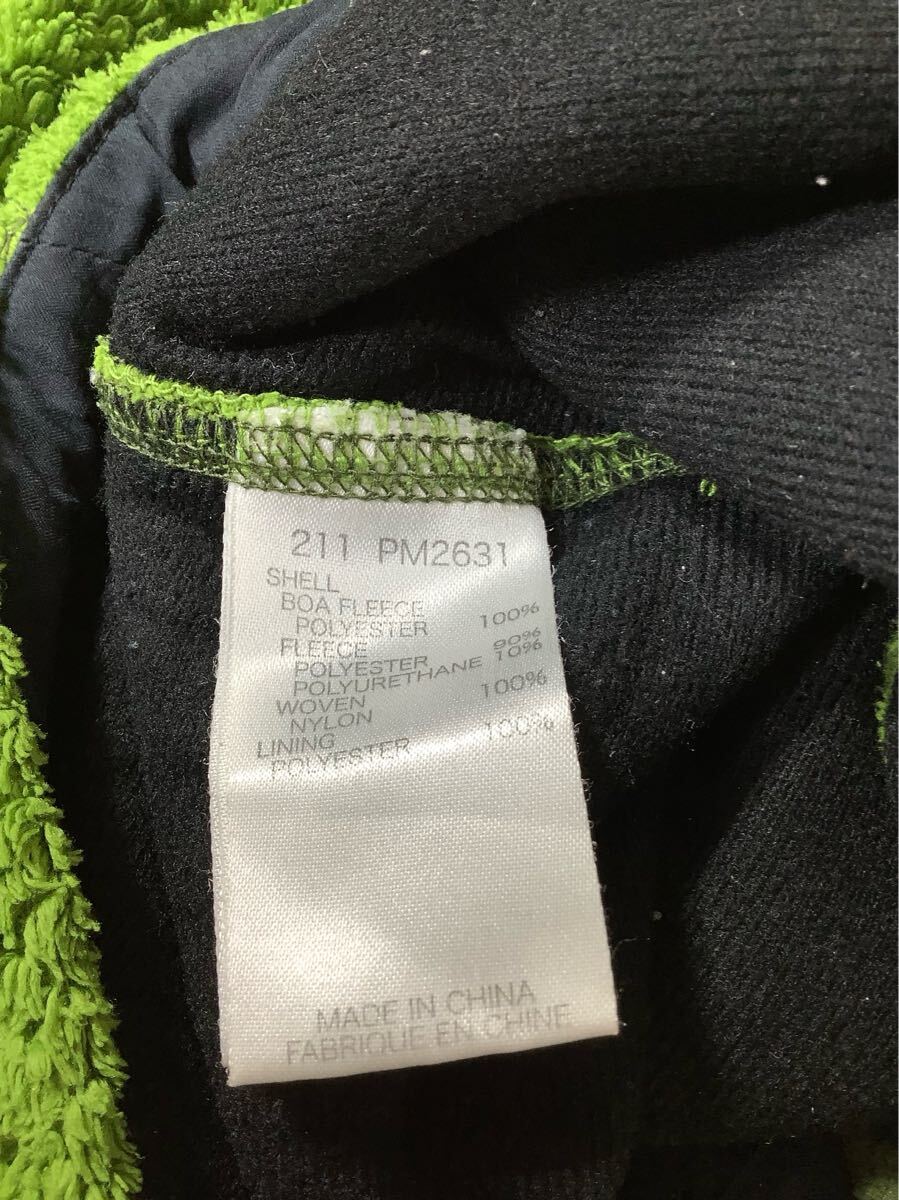 211 PM2631
SHELL
BOA FLEECE
POLYESTER 100%
FLEECE
POLYESTER 90%
POLYURETHANE 10%
WOVEN
NYLON 100%
LINING
POLYESTER 100%
MADE IN CHINA
FABRIQUE EN CHINE